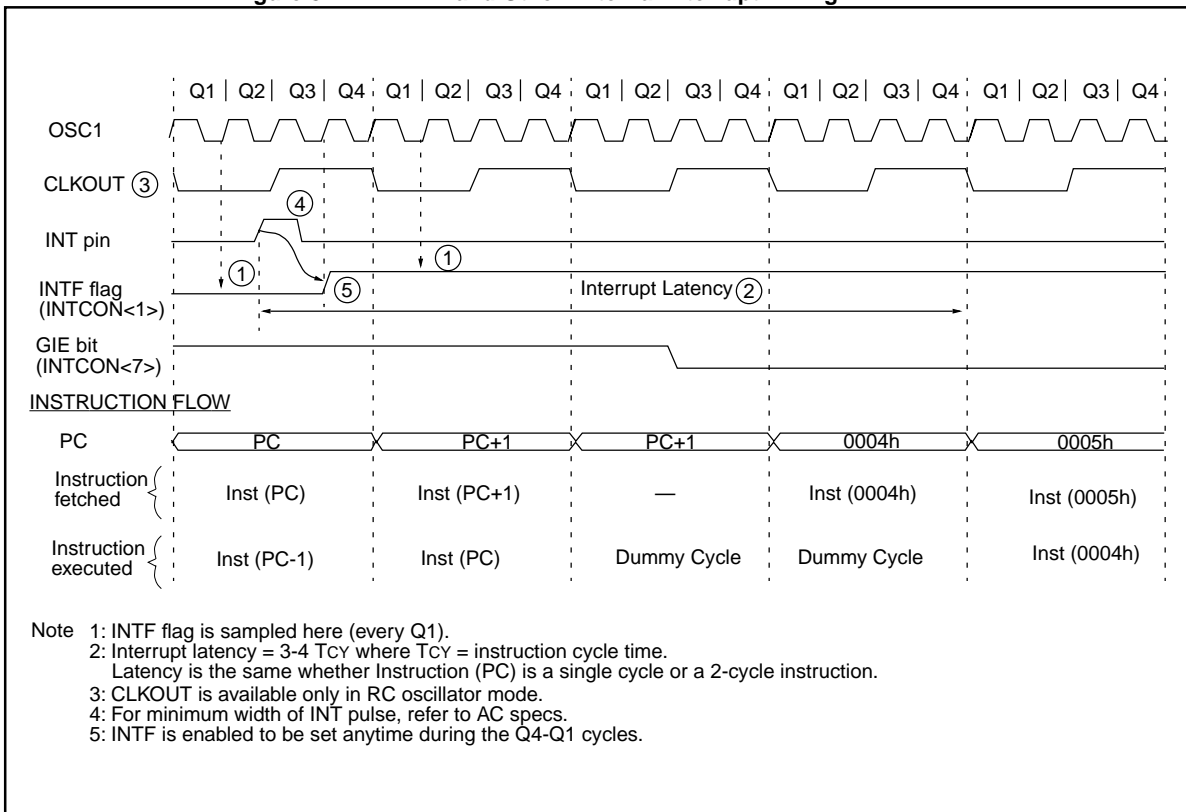 Q1 | Q2 | Q3 | Q4 Q1 | Q2 | Q3 | Q4 Q1 | Q2 | Q3 | Q4 Q1 | Q2 | Q3 | Q4 Q1 | Q2 | Q3 | Q4
OSC1
CLKOUT 3
4
INT pin
1 1
INTF flag
(INTCON<1>)
5 Interrupt Latency 2
GIE bit
(INTCON<7>)
INSTRUCTION FLOW
PC PC PC+1 PC+1 0004h 0005h
Instruction
fetched
Inst (PC) Inst (PC+1) — Inst (0004h) Inst (0005h)
Instruction
executed
Inst (PC-1) Inst (PC) Dummy Cycle Dummy Cycle Inst (0004h)
Note 1: INTF flag is sampled here (every Q1).
2: Interrupt latency = 3-4 TCY where TCY = instruction cycle time.
Latency is the same whether Instruction (PC) is a single cycle or a 2-cycle instruction.
3: CLKOUT is available only in RC oscillator mode.
4: For minimum width of INT pulse, refer to AC specs.
5: INTF is enabled to be set anytime during the Q4-Q1 cycles.